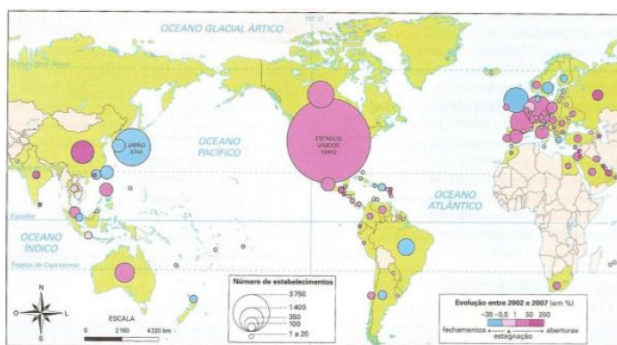 OCEANO GLACIAL ÁRTICO
JAPÃO
OCEANO
PACÍFICO
ESTADOS
UNIDOS
OCEANO
ATLÂNTICO
Equador
OCEANO
ÍNDICO
Trópico de Capricórnio
N
O
L
S
ESCALA
0
2160
4320 km
Número de estabelecimentos
3 750
1 400
350
100
1 a 20
Evolução entre 2002 e 2007 (em %)
-35 -0,5 1 50 200
fechamentos
aberturas
estagnação